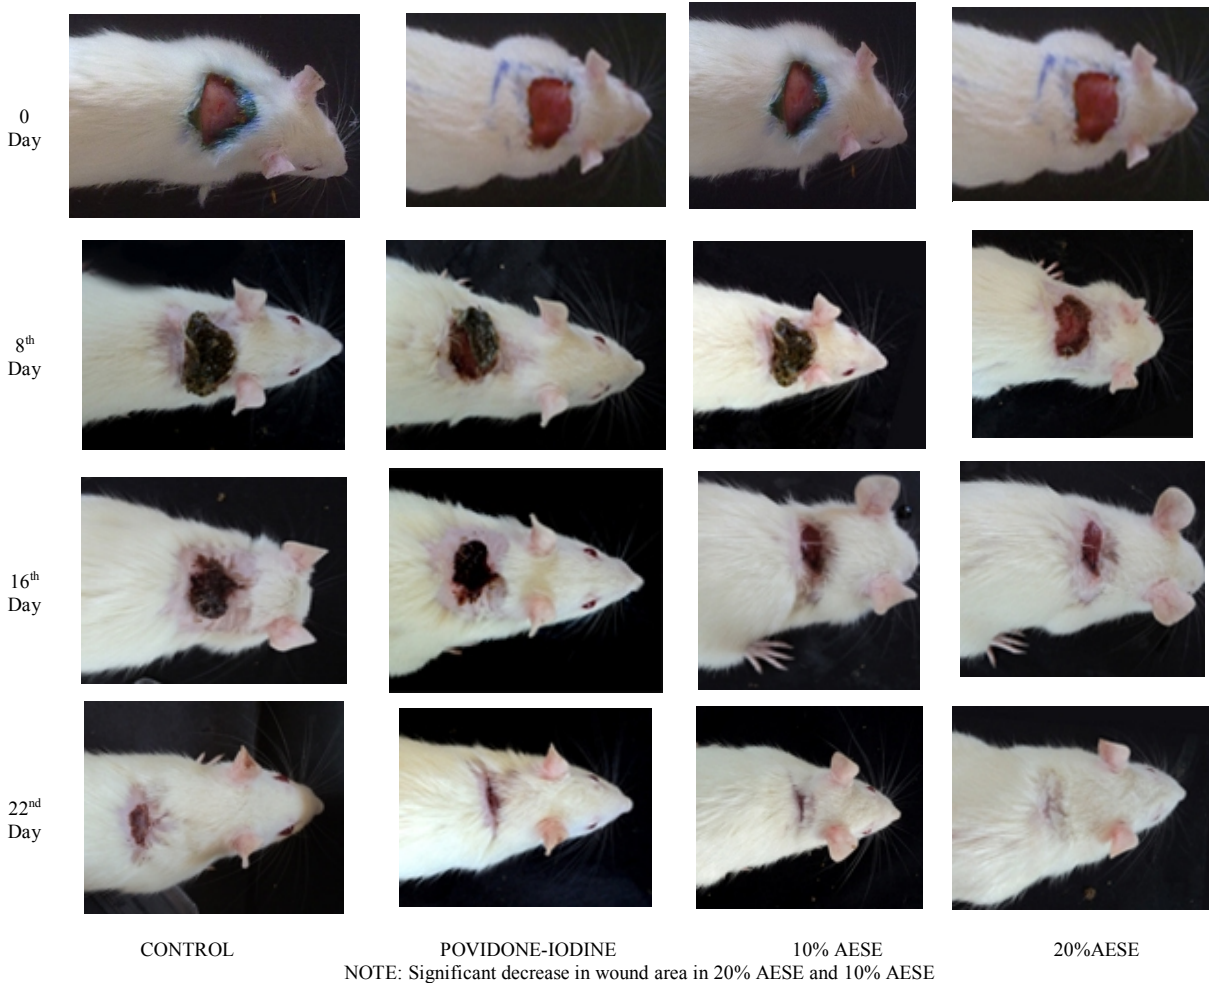 0
Day
8th
Day
16th
Day
22nd
Day
CONTROL POVIDONE-IODINE 10% AESE 20%AESE
NOTE: Significant decrease in wound area in 20% AESE and 10% AESE